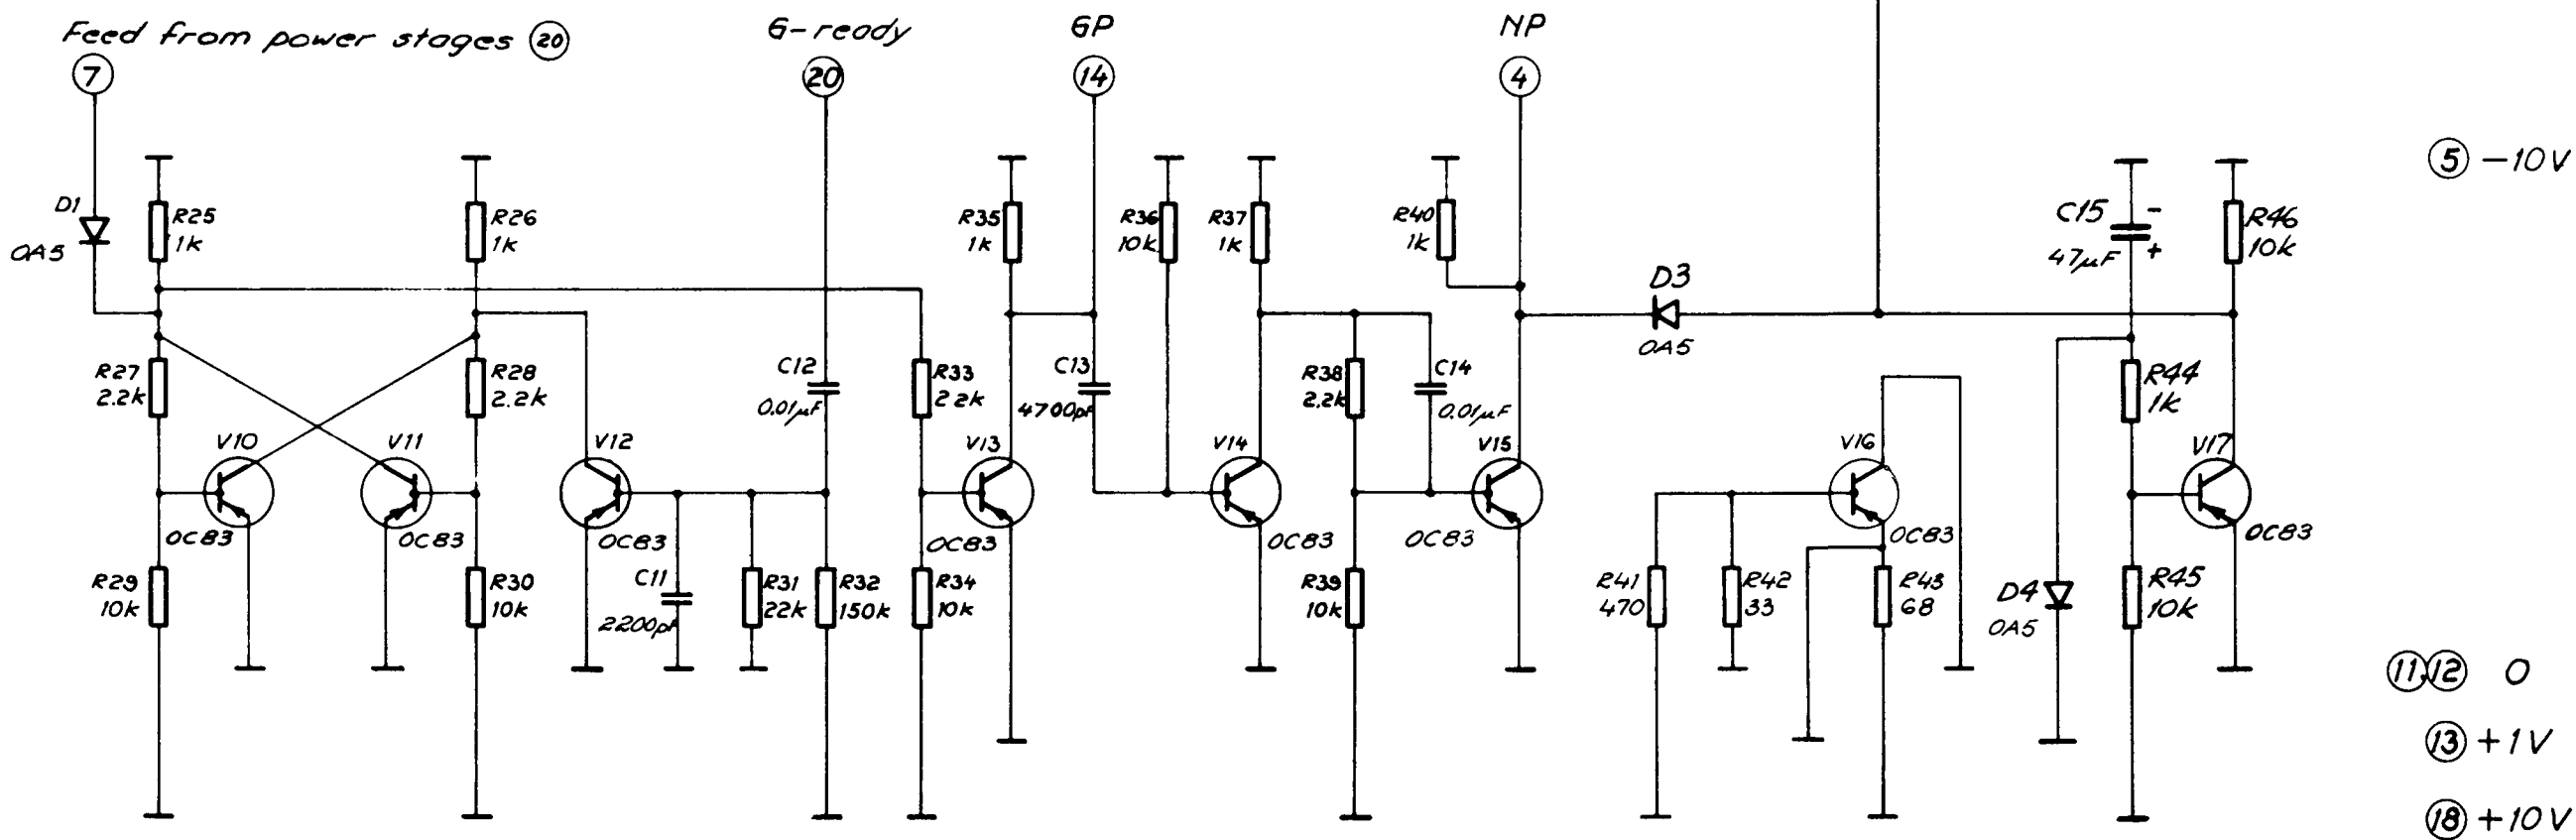 Feed from power stages 20
7
G-ready
20
GP
14
NP
4
5 -10V
D1
OA5
R25
1k
R26
1k
R35
1k
R36
10k
R37
1k
R40
1k
C15
-
47µF +
R46
10k
D3
OA5
R27
2.2k
R28
2.2k
C12
0.01µF
R33
2.2k
C13
4700pF
R38
2.2k
C14
0.01µF
R44
1k
V10
OC83
V11
OC83
V12
OC83
V13
OC83
V14
OC83
V15
OC83
V16
OC83
V17
OC83
R29
10k
R30
10k
C11
2200pF
R31
22k
R32
150k
R34
10k
R39
10k
R41
470
R42
33
R43
68
D4
OA5
R45
10k
11,12 0
13 +1V
18 +10V